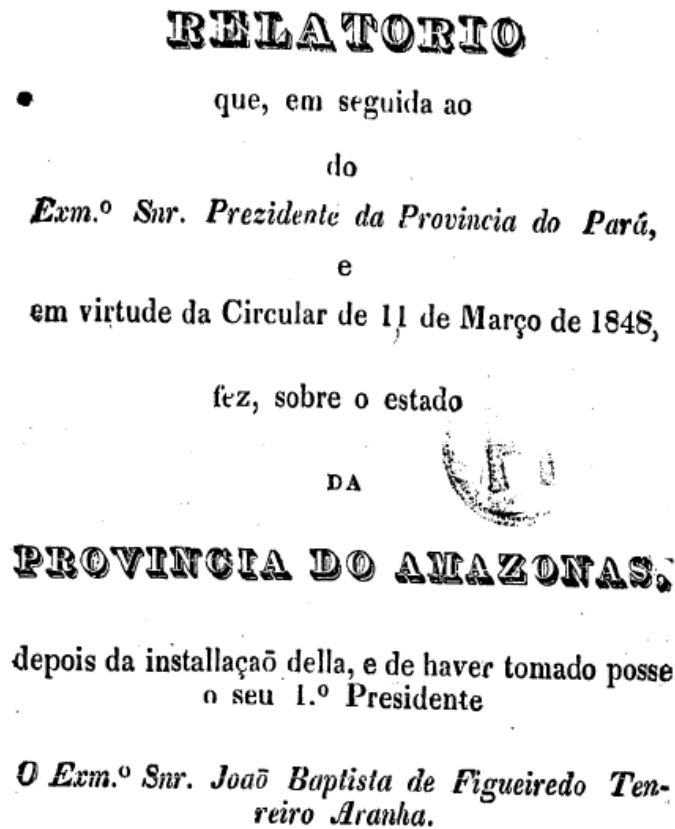 RELATORIO
que, em seguida ao
do
Exm.º Snr. Prezidente da Provincia do Pará,
e
em virtude da Circular de 11 de Março de 1848,
fez, sobre o estado
DA
PROVINCIA DO AMAZONAS,
depois da installaçaõ della, e de haver tomado posse
o seu 1.º Presidente
O Exm.º Snr. Joaõ Baptista de Figueiredo Ten-
reiro Aranha.